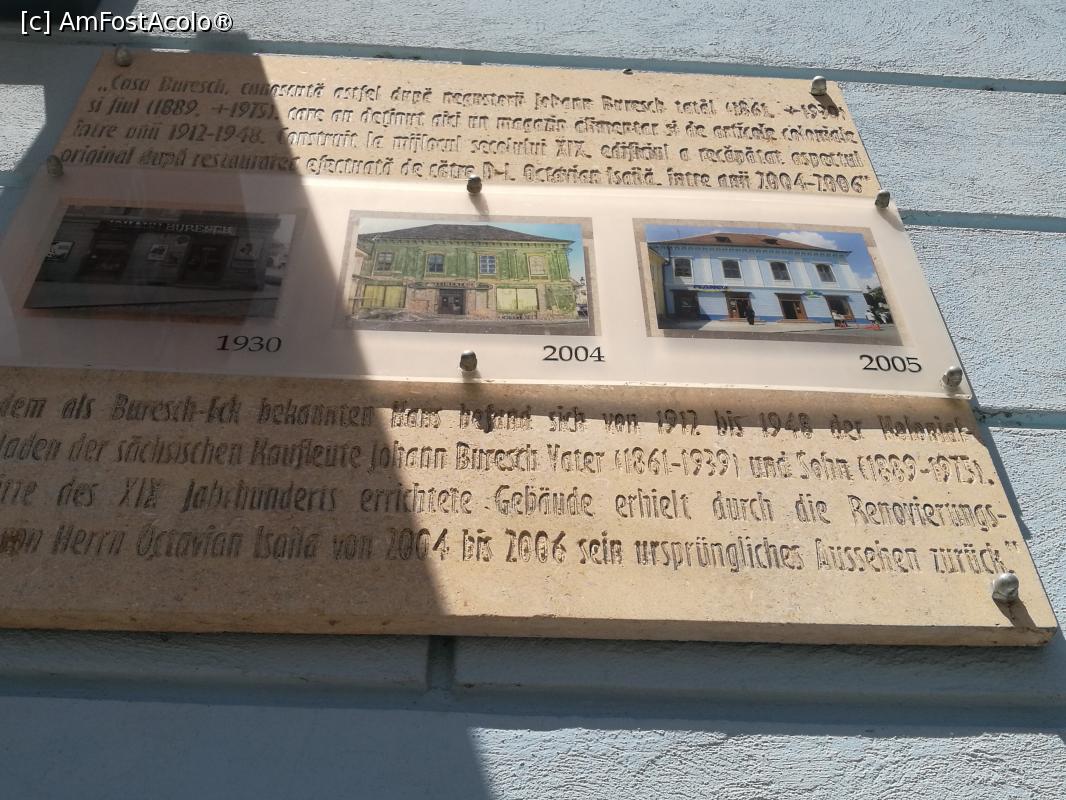 [c] AmFostAcolo®
„Casa Buresch, cunoscută astfel după negustorii Johann Buresch tatăl (1861, +1939)
si fiul (1889, +1975), care au deținut aici un magazin alimentar și de articole coloniale
între anii 1912-1948. Construit la mijlocul secolului XIX, edificiul a recăpătat aspectul
original după restaurarea efectuată de către D-l. Octavian Isailă, între anii 2004-2006"
JOHANN BURESCH
1930
2004
2005
dem als Buresch-Eck bekannten Haus befand sich von 1912 bis 1948 der Kolonial-
laden der sächsischen Kaufleute Johann Buresch Vater (1861-1939) und Sohn (1889-1975).
des XIX Jahrhunderts errichtete Gebäude erhielt durch die Renovierungs-
von Herrn Octavian Isaila von 2004 bis 2006 sein ursprüngliches Aussehen zurück."